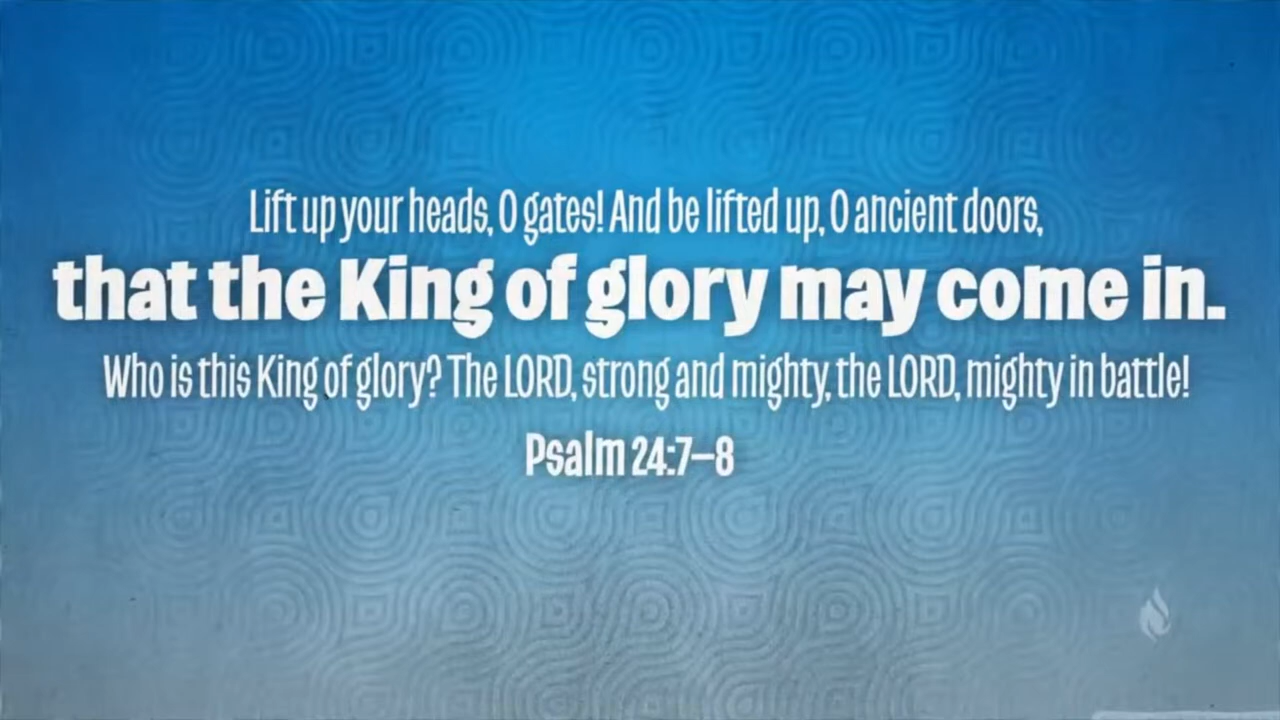 Lift up your heads, O gates! And be lifted up, O ancient doors,
that the King of glory may come in.
Who is this King of glory? The LORD, strong and mighty, the LORD, mighty in battle!
Psalm 24:7–8